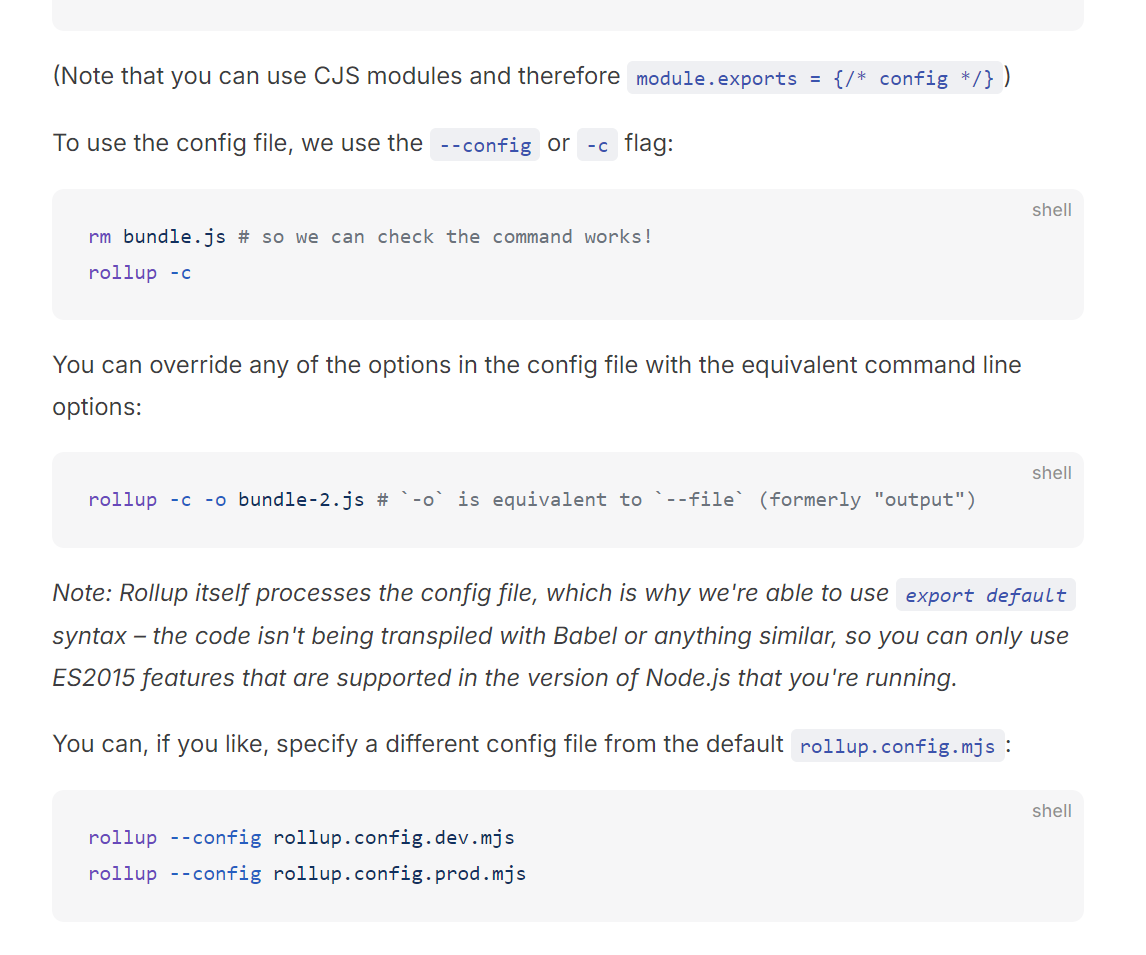 (Note that you can use CJS modules and therefore module.exports = {/* config */})
To use the config file, we use the --config or -c flag:
shell
rm bundle.js # so we can check the command works!
rollup -c
You can override any of the options in the config file with the equivalent command line
options:
shell
rollup -c -o bundle-2.js # `-o` is equivalent to `--file` (formerly "output")
Note: Rollup itself processes the config file, which is why we're able to use export default
syntax – the code isn't being transpiled with Babel or anything similar, so you can only use
ES2015 features that are supported in the version of Node.js that you're running.
You can, if you like, specify a different config file from the default rollup.config.mjs:
shell
rollup --config rollup.config.dev.mjs
rollup --config rollup.config.prod.mjs